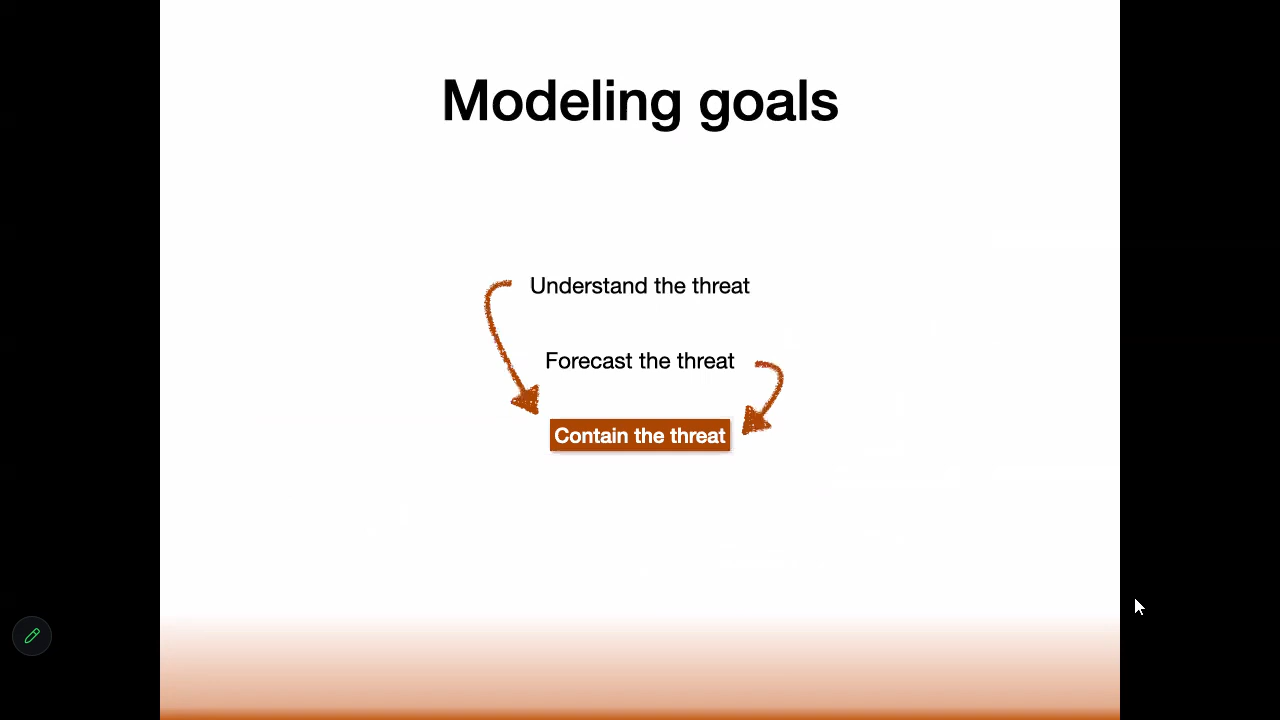 Modeling goals
Understand the threat
Forecast the threat
Contain the threat